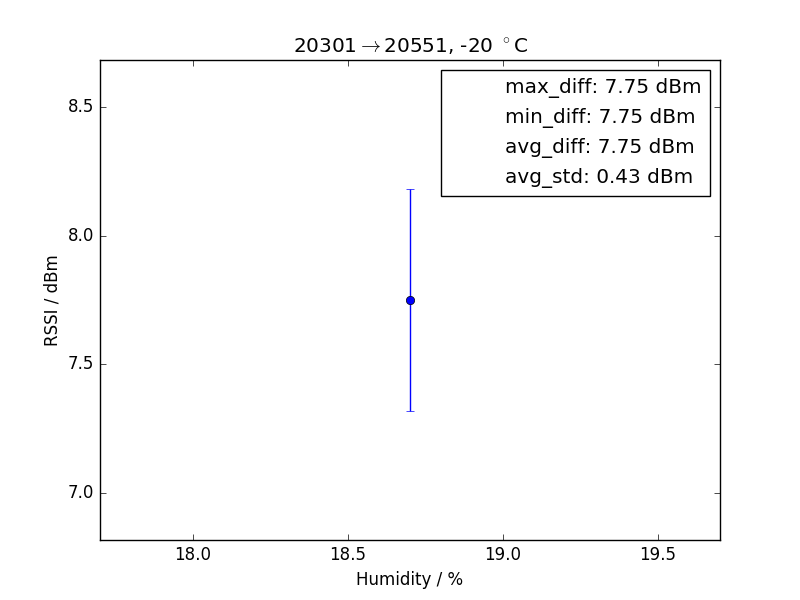 20301→20551, -20 °C
max_diff: 7.75 dBm
min_diff: 7.75 dBm
avg_diff: 7.75 dBm
avg_std: 0.43 dBm
8.5
8.0
7.5
7.0
RSSI / dBm
18.0 18.5 19.0 19.5
Humidity / %